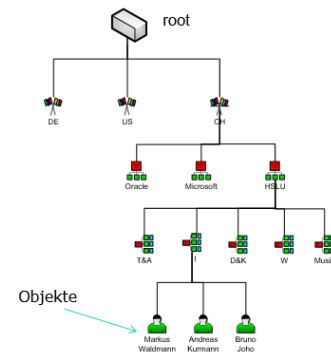 root
DE
US
CH
Oracle
Microsoft
HSLU
T&A
I
D&K
W
Musi
Objekte
Markus
Waldmann
Andreas
Kurmann
Bruno
Joho